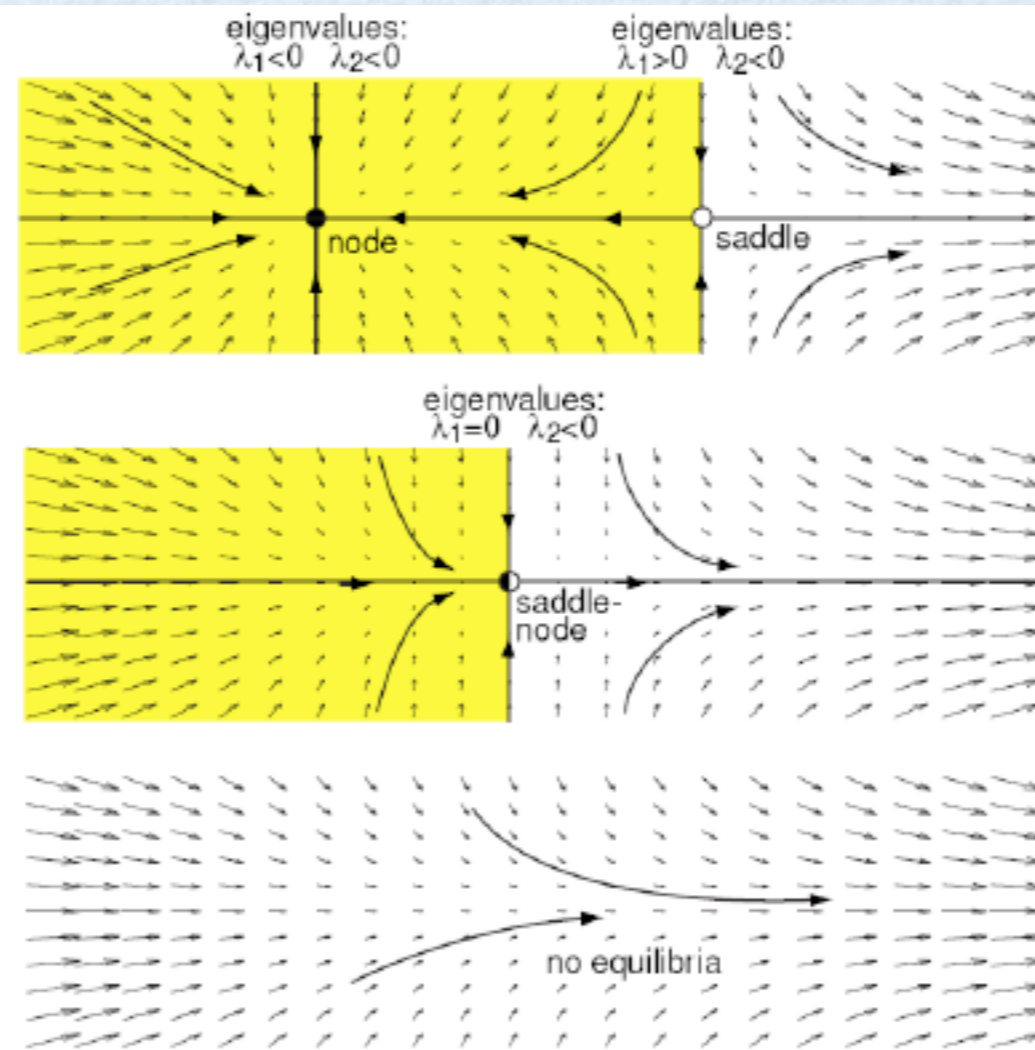 eigenvalues:
λ1<0 λ2<0
eigenvalues:
λ1>0 λ2<0
node
saddle
eigenvalues:
λ1=0 λ2<0
saddle-
node
no equilibria